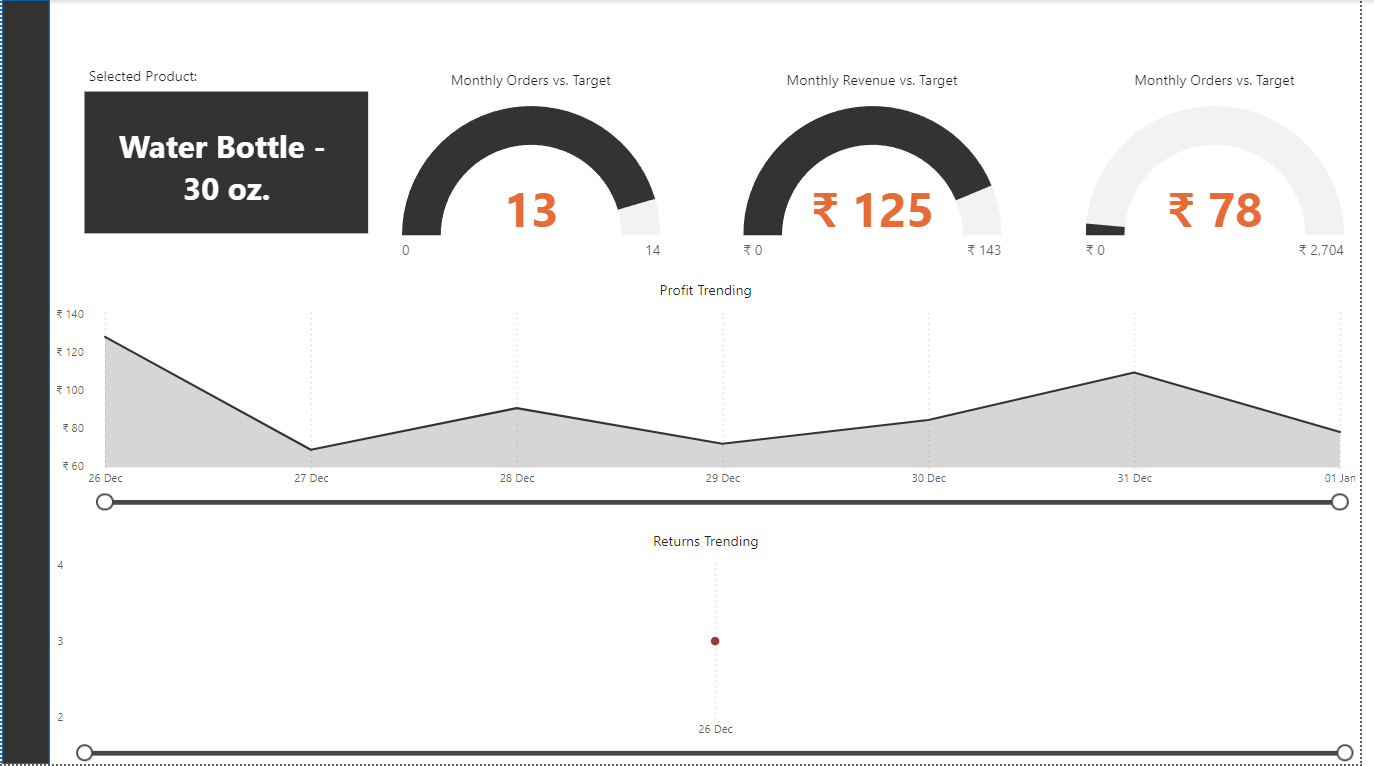 Selected Product:
Water Bottle -
30 oz.
Monthly Orders vs. Target
13
0
14
Monthly Revenue vs. Target
₹ 125
₹ 0
₹ 143
Monthly Orders vs. Target
₹ 78
₹ 0
₹ 2,704
Profit Trending
₹ 140
₹ 120
₹ 100
₹ 80
₹ 60
26 Dec
27 Dec
28 Dec
29 Dec
30 Dec
31 Dec
01 Jan
Returns Trending
4
3
2
26 Dec